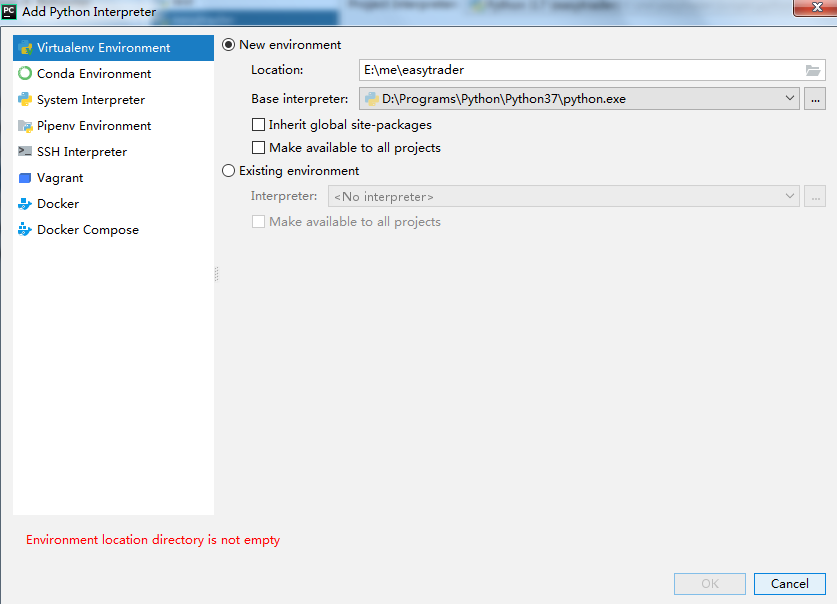 PC Add Python Interpreter
Virtualenv Environment
Conda Environment
System Interpreter
Pipenv Environment
SSH Interpreter
Vagrant
Docker
Docker Compose
New environment
Location: E:\me\easytrader
Base interpreter: D:\Programs\Python\Python37\python.exe ...
Inherit global site-packages
Make available to all projects
Existing environment
Interpreter: <No interpreter> ...
Make available to all projects
Environment location directory is not empty
OK Cancel